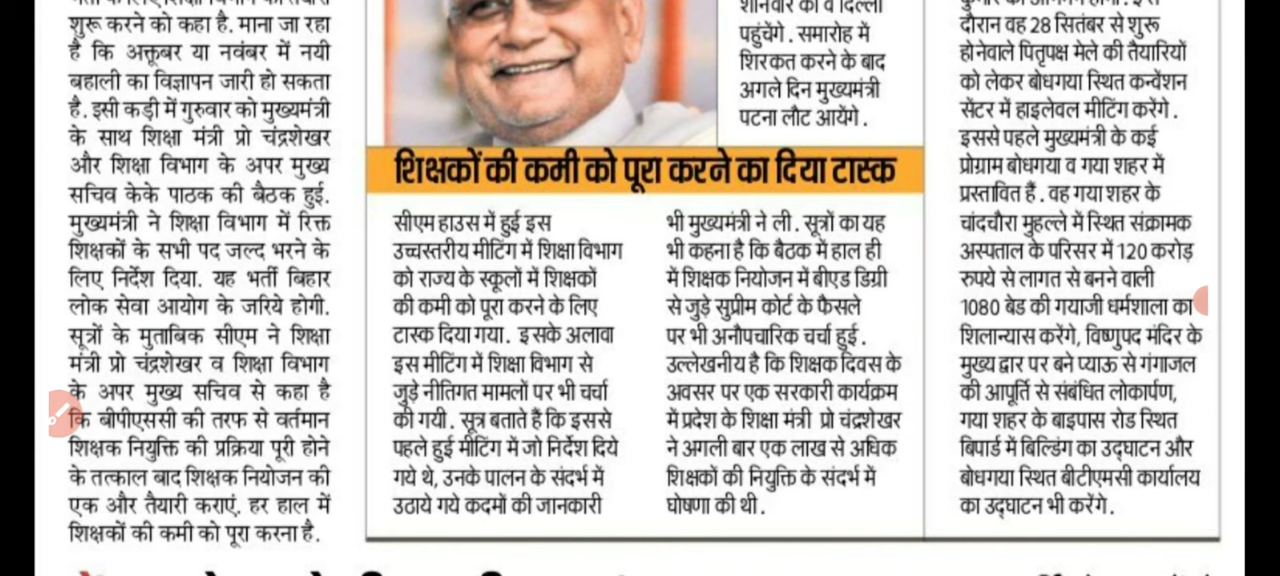 शुरू करने को कहा है. माना जा रहा
है कि अक्तूबर या नवंबर में नयी
बहाली का विज्ञापन जारी हो सकता
है. इसी कड़ी में गुरुवार को मुख्यमंत्री
के साथ शिक्षा मंत्री प्रो चंद्रशेखर
और शिक्षा विभाग के अपर मुख्य
सचिव केके पाठक की बैठक हुई.
मुख्यमंत्री ने शिक्षा विभाग में रिक्त
शिक्षकों के सभी पद जल्द भरने के
लिए निर्देश दिया. यह भर्ती बिहार
लोक सेवा आयोग के जरिये होगी.
सूत्रों के मुताबिक सीएम ने शिक्षा
मंत्री प्रो चंद्रशेखर व शिक्षा विभाग
के अपर मुख्य सचिव से कहा है
कि बीपीएससी की तरफ से वर्तमान
शिक्षक नियुक्ति की प्रक्रिया पूरी होने
के तत्काल बाद शिक्षक नियोजन की
एक और तैयारी कराएं. हर हाल में
शिक्षकों की कमी को पूरा करना है.
शनिवार को वे दिल्ली
पहुंचेंगे. समारोह में
शिरकत करने के बाद
अगले दिन मुख्यमंत्री
पटना लौट आयेंगे.
शिक्षकों की कमी को पूरा करने का दिया टास्क
सीएम हाउस में हुई इस
उच्चस्तरीय मीटिंग में शिक्षा विभाग
को राज्य के स्कूलों में शिक्षकों
की कमी को पूरा करने के लिए
टास्क दिया गया. इसके अलावा
इस मीटिंग में शिक्षा विभाग से
जुड़े नीतिगत मामलों पर भी चर्चा
की गयी. सूत्र बताते हैं कि इससे
पहले हुई मीटिंग में जो निर्देश दिये
गये थे, उनके पालन के संदर्भ में
उठाये गये कदमों की जानकारी
भी मुख्यमंत्री ने ली. सूत्रों का यह
भी कहना है कि बैठक में हाल ही
में शिक्षक नियोजन में बीएड डिग्री
से जुड़े सुप्रीम कोर्ट के फैसले
पर भी अनौपचारिक चर्चा हुई.
उल्लेखनीय है कि शिक्षक दिवस के
अवसर पर एक सरकारी कार्यक्रम
में प्रदेश के शिक्षा मंत्री प्रो चंद्रशेखर
ने अगली बार एक लाख से अधिक
शिक्षकों की नियुक्ति के संदर्भ में
घोषणा की थी.
दौरान वह 28 सितंबर से शुरू
होनेवाले पितृपक्ष मेले की तैयारियों
को लेकर बोधगया स्थित कन्वेंशन
सेंटर में हाइलेवल मीटिंग करेंगे.
इससे पहले मुख्यमंत्री के कई
प्रोग्राम बोधगया व गया शहर में
प्रस्तावित हैं. वह गया शहर के
चांदचौरा मुहल्ले में स्थित संक्रामक
अस्पताल के परिसर में 120 करोड़
रुपये से लागत से बनने वाली
1080 बेड की गयाजी धर्मशाला का
शिलान्यास करेंगे, विष्णुपद मंदिर के
मुख्य द्वार पर बने प्याऊ से गंगाजल
की आपूर्ति से संबंधित लोकार्पण,
गया शहर के बाइपास रोड स्थित
बिपार्ड में बिल्डिंग का उद्घाटन और
बोधगया स्थित बीटीएमसी कार्यालय
का उद्घाटन भी करेंगे.